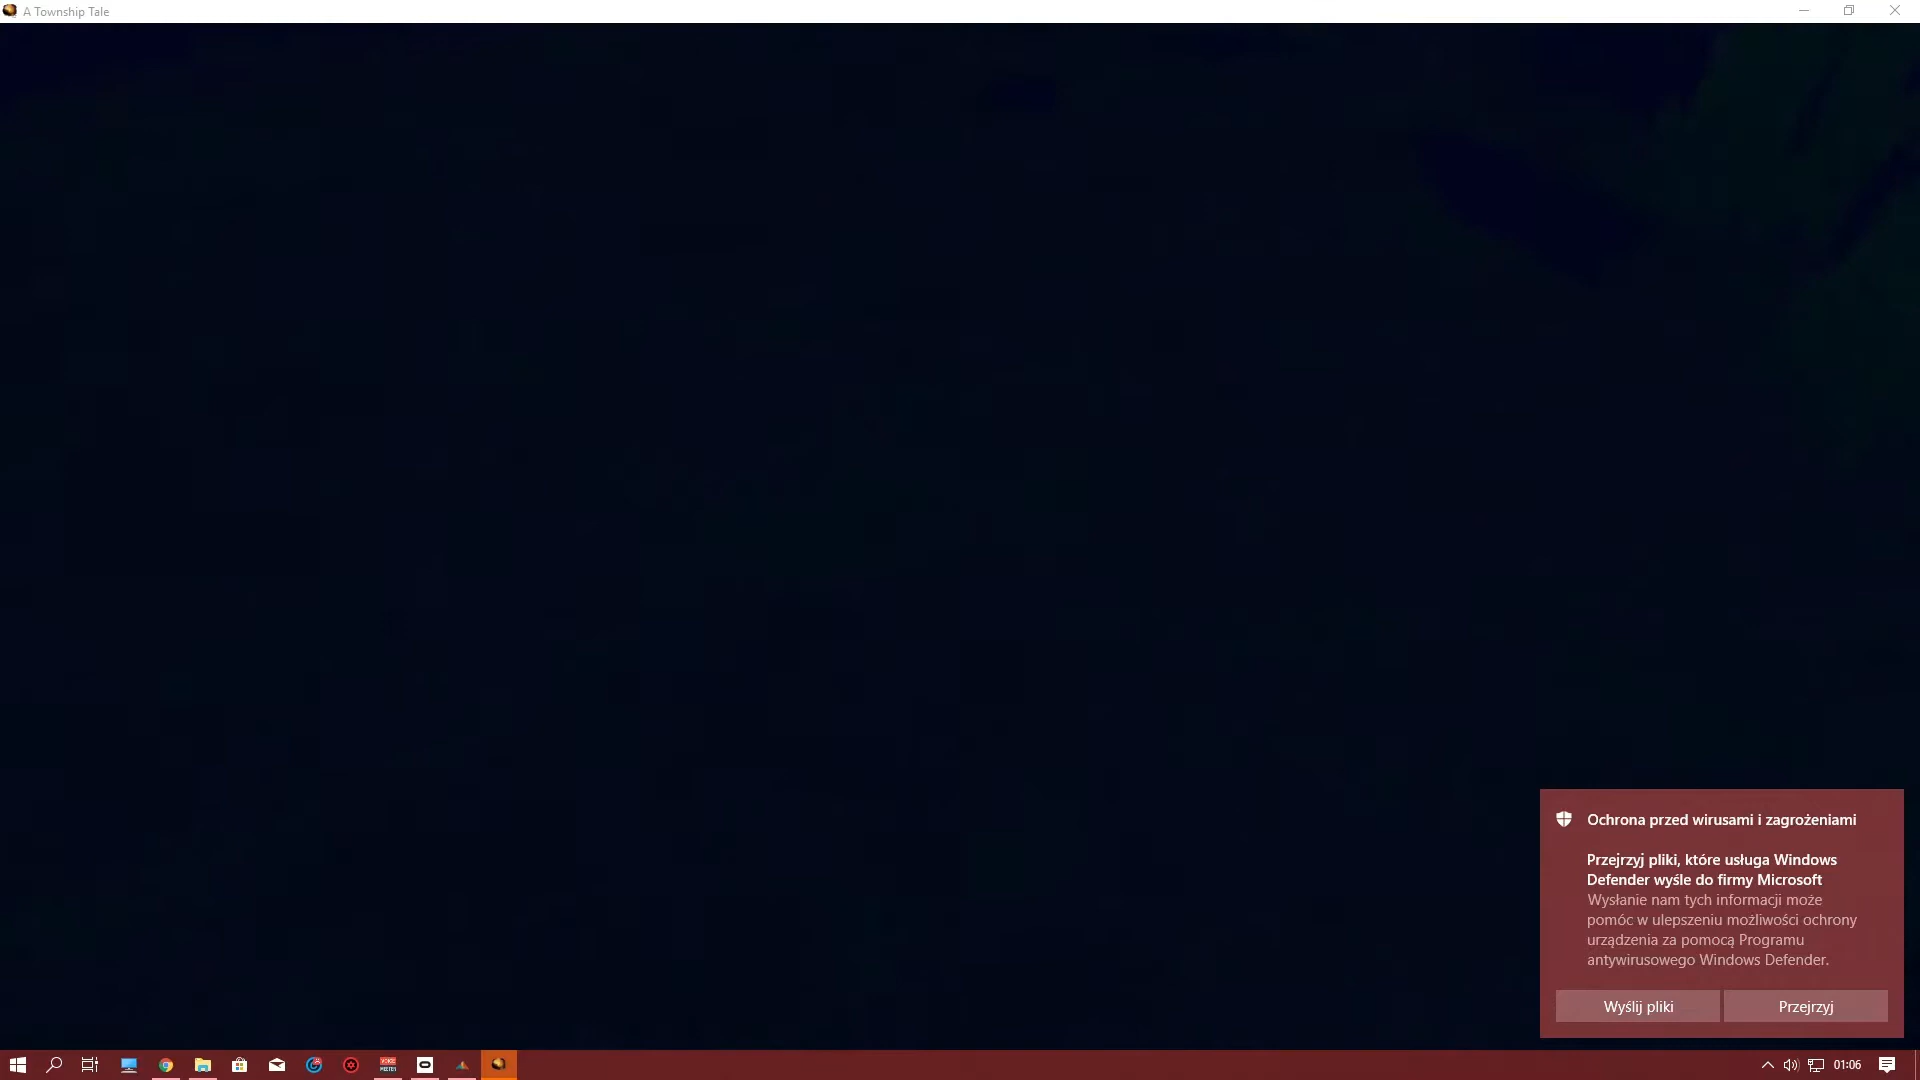 A Township Tale
Ochrona przed wirusami i zagrożeniami
Przejrzyj pliki, które usługa Windows
Defender wyśle do firmy Microsoft
Wysłanie nam tych informacji może
pomóc w ulepszeniu możliwości ochrony
urządzenia za pomocą Programu
antywirusowego Windows Defender.
Wyślij pliki
Przejrzyj
01:06